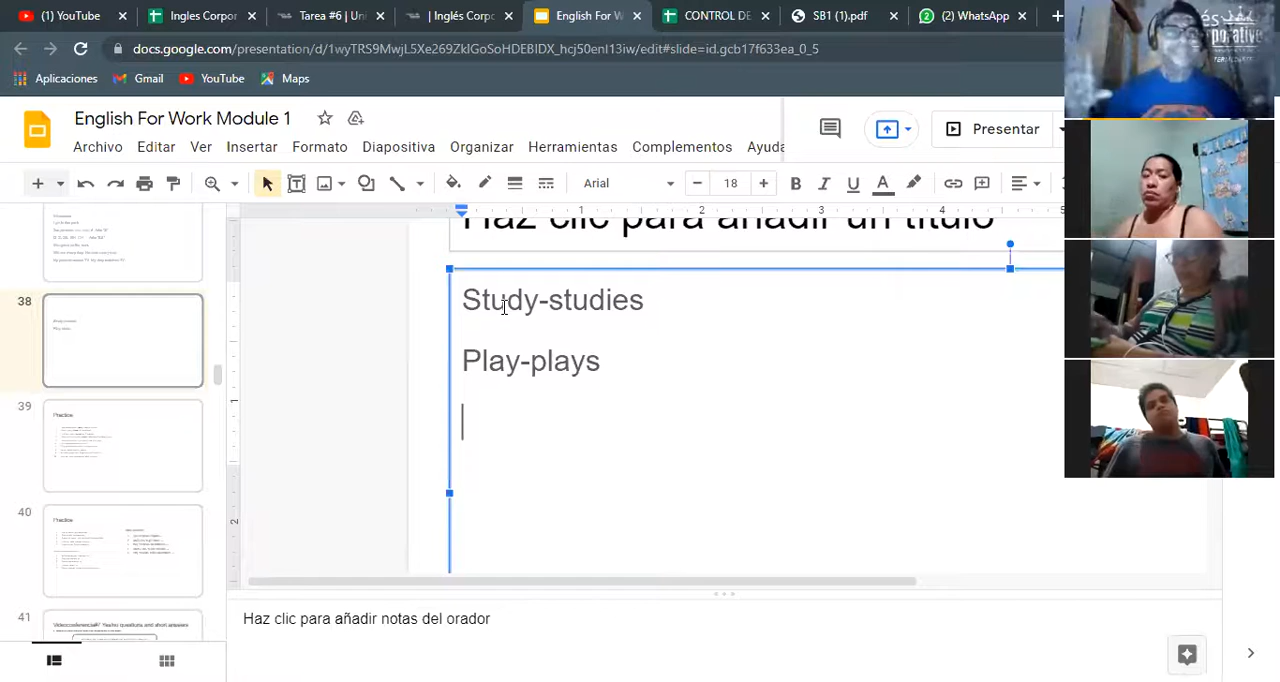 (1) YouTube
Ingles Corpor
Tarea #6 | Uni
| Inglés Corpo
English For W
CONTROL DE
SB1 (1).pdf
(2) WhatsApp
docs.google.com/presentation/d/1wyTRS9MwjL5Xe269ZklGoSoHDEBIDX_hcj50enI13iw/edit#slide=id.gcb17f633ea_0_5
Aplicaciones Gmail YouTube Maps
English For Work Module 1
Presentar
Archivo Editar Ver Insertar Formato Diapositiva Organizar Herramientas Complementos Ayuda
Arial 18
Haz clic para añadir un título
Study-studies
Play-plays
38
39
Practice
40
Practice
41
Haz clic para añadir notas del orador